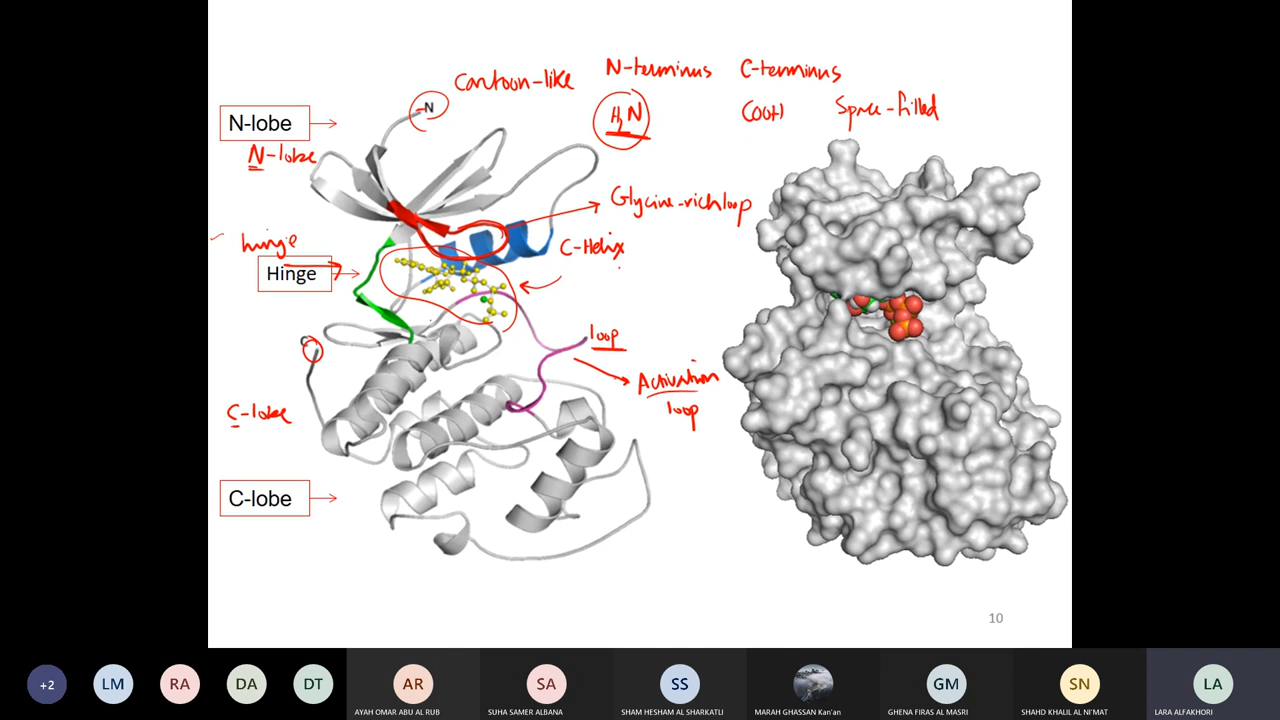 Cartoon-like
N-terminus
C-terminus
H₂N
COOH
Space-filled
N
N-lobe
N-lobe
Glycine-rich loop
C-Helix
hinge
Hinge
loop
Activation
loop
C
C-lobe
C-lobe
10
+2
LM
RA
DA
DT
AR
SA
SS
GM
SN
LA
AYAH OMAR ABU AL RUB
SUHA SAMER ALBANA
SHAM HESHAM AL SHARKATLI
MARAH GHASSAN Kan'an
GHENA FIRAS AL MASRI
SHAHD KHALIL AL NI'MAT
LARA ALFAKHORI